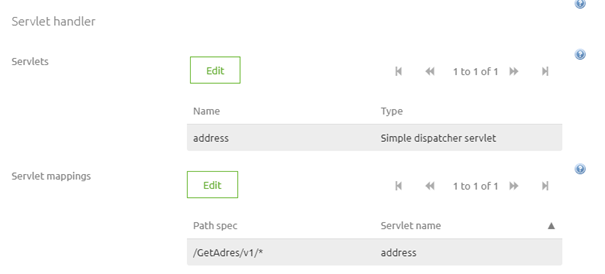 Servlet handler
Servlets
Edit
1 to 1 of 1
Name Type
address Simple dispatcher servlet
Servlet mappings
Edit
1 to 1 of 1
Path spec Servlet name
/GetAdres/v1/* address